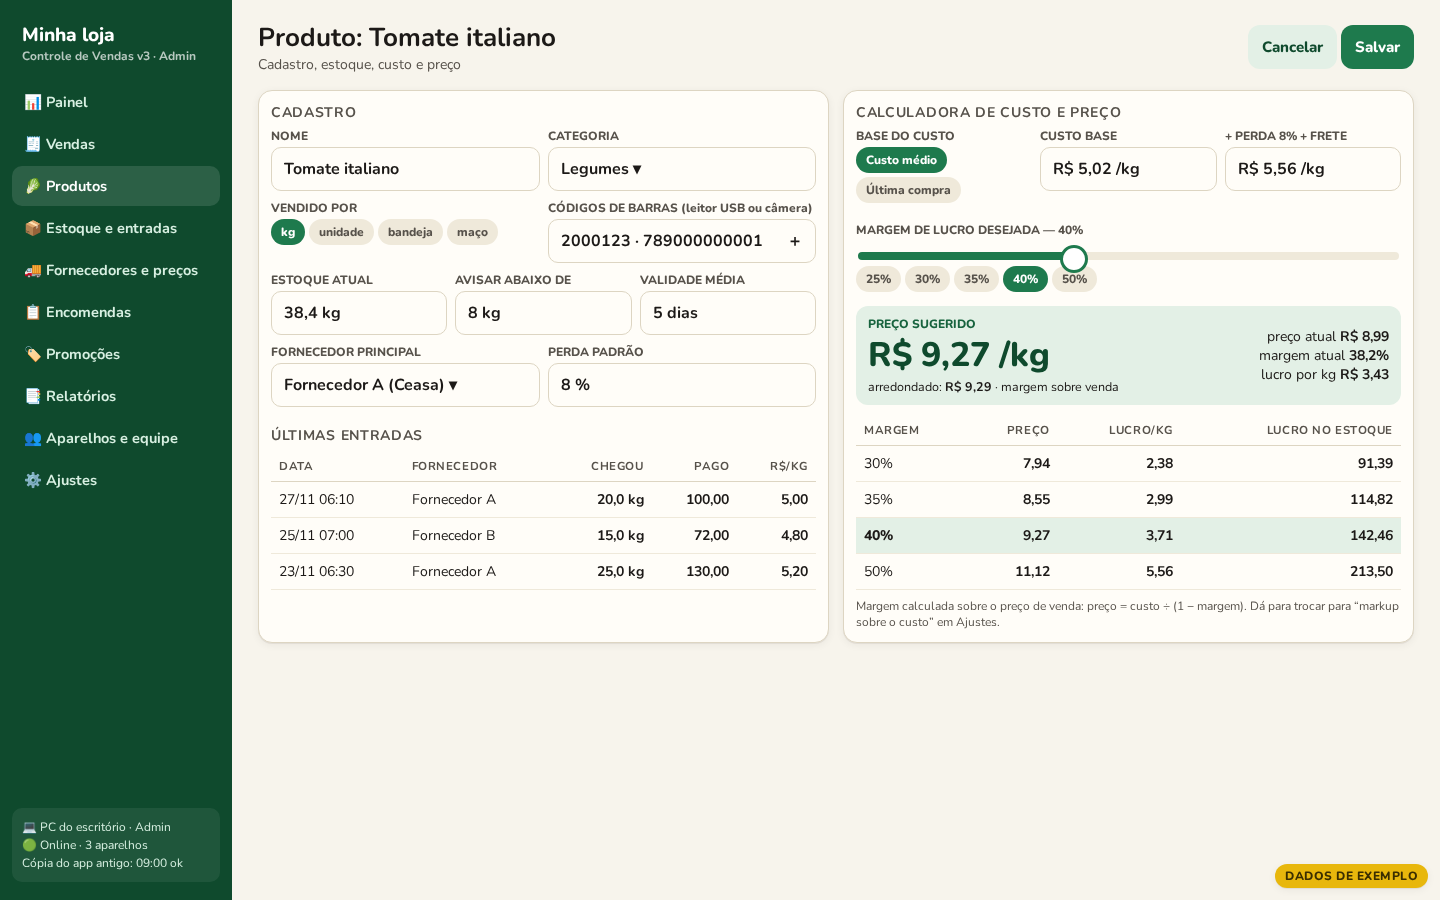 Minha loja
Controle de Vendas v3 · Admin
📊 Painel
🧾 Vendas
🥬 Produtos
📦 Estoque e entradas
🚚 Fornecedores e preços
📋 Encomendas
🏷️ Promoções
📑 Relatórios
👥 Aparelhos e equipe
⚙️ Ajustes
💻 PC do escritório · Admin
🟢 Online · 3 aparelhos
Cópia do app antigo: 09:00 ok
Produto: Tomate italiano
Cadastro, estoque, custo e preço
Cancelar Salvar
CADASTRO
NOME CATEGORIA
Tomate italiano Legumes ▾
VENDIDO POR CÓDIGOS DE BARRAS (leitor USB ou câmera)
kg unidade bandeja maço
2000123 · 789000000001 +
ESTOQUE ATUAL AVISAR ABAIXO DE VALIDADE MÉDIA
38,4 kg 8 kg 5 dias
FORNECEDOR PRINCIPAL PERDA PADRÃO
Fornecedor A (Ceasa) ▾ 8 %
ÚLTIMAS ENTRADAS
DATA FORNECEDOR CHEGOU PAGO R$/KG
27/11 06:10 Fornecedor A 20,0 kg 100,00 5,00
25/11 07:00 Fornecedor B 15,0 kg 72,00 4,80
23/11 06:30 Fornecedor A 25,0 kg 130,00 5,20
CALCULADORA DE CUSTO E PREÇO
BASE DO CUSTO CUSTO BASE + PERDA 8% + FRETE
Custo médio
R$ 5,02 /kg R$ 5,56 /kg
Última compra
MARGEM DE LUCRO DESEJADA — 40%
25% 30% 35% 40% 50%
PREÇO SUGERIDO
R$ 9,27 /kg
arredondado: R$ 9,29 · margem sobre venda
preço atual R$ 8,99
margem atual 38,2%
lucro por kg R$ 3,43
MARGEM PREÇO LUCRO/KG LUCRO NO ESTOQUE
30% 7,94 2,38 91,39
35% 8,55 2,99 114,82
40% 9,27 3,71 142,46
50% 11,12 5,56 213,50
Margem calculada sobre o preço de venda: preço = custo ÷ (1 − margem). Dá para trocar para “markup
sobre o custo” em Ajustes.
DADOS DE EXEMPLO